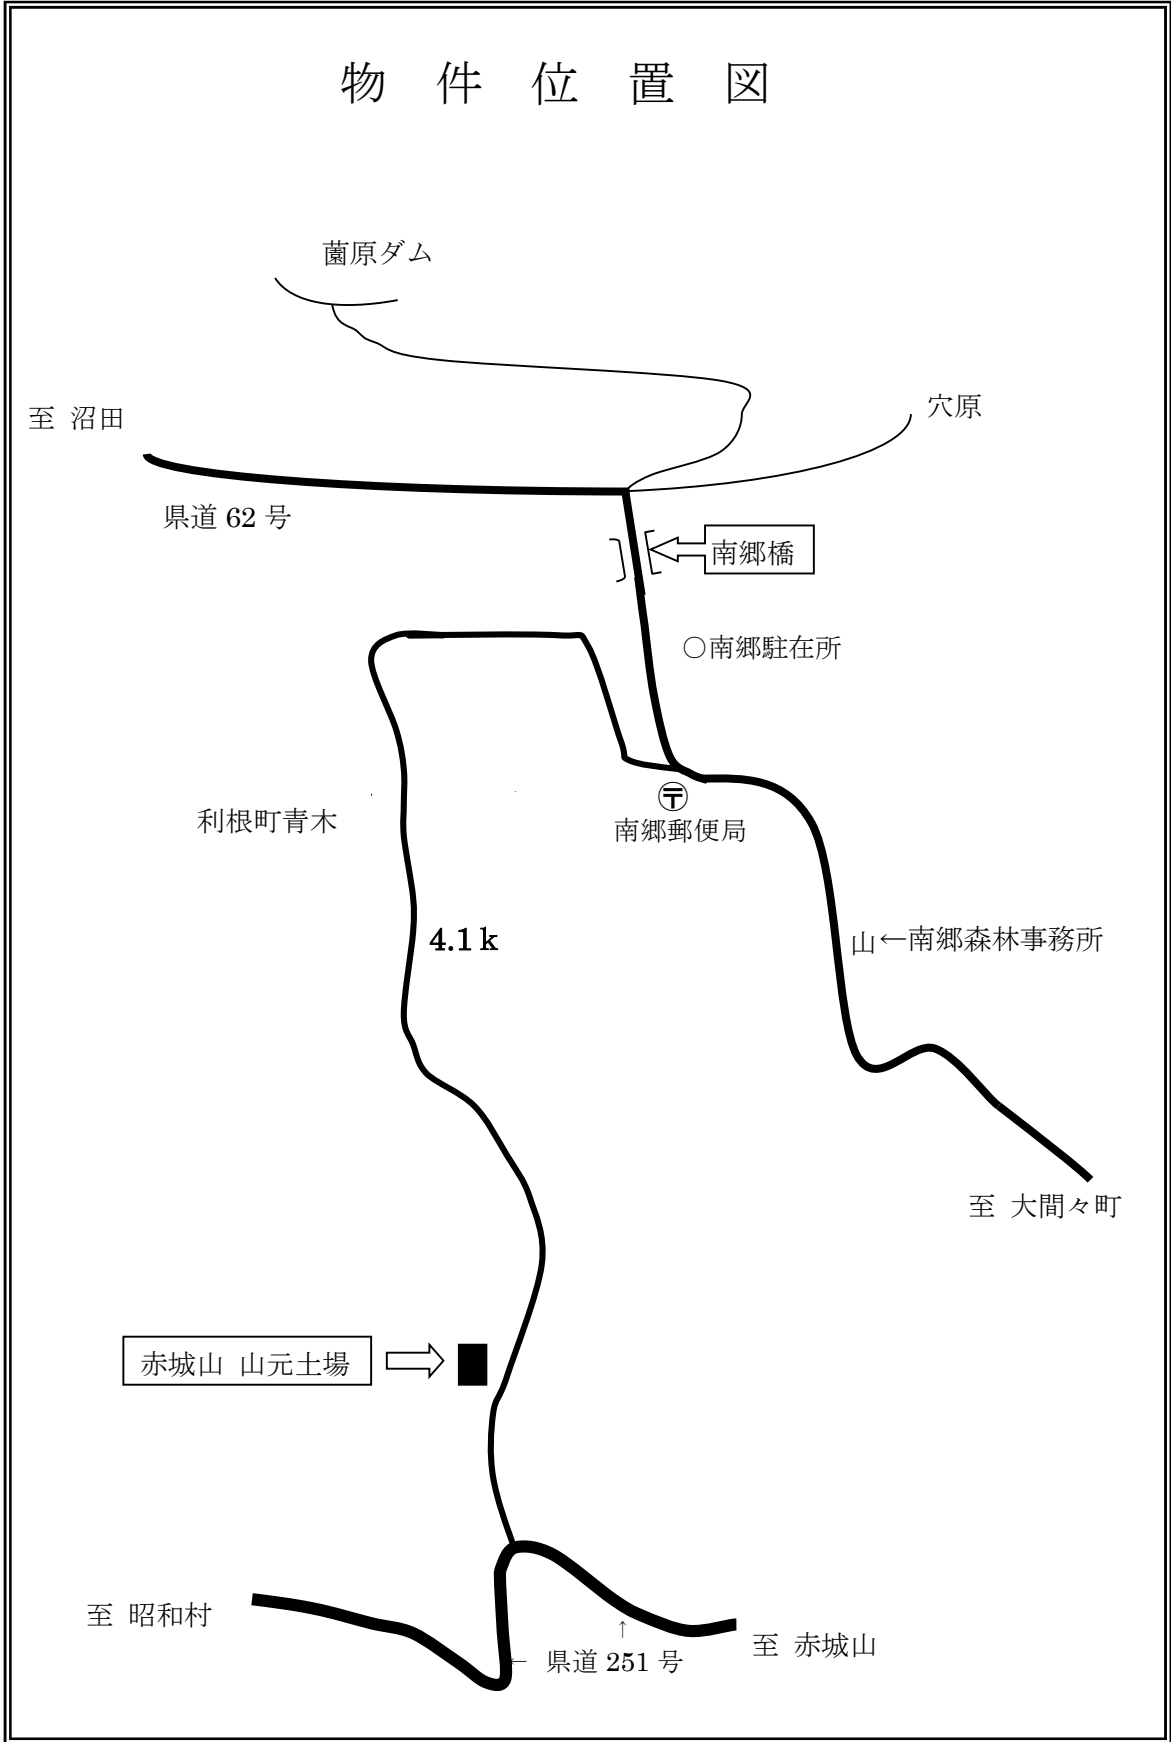 物件位置図
薗原ダム
至 沼田
穴原
県道 62 号
南郷橋
○南郷駐在所
〒
利根町青木
南郷郵便局
4.1k
山←南郷森林事務所
至 大間々町
赤城山 山元土場
至 昭和村
↑
至 赤城山
← 県道 251 号